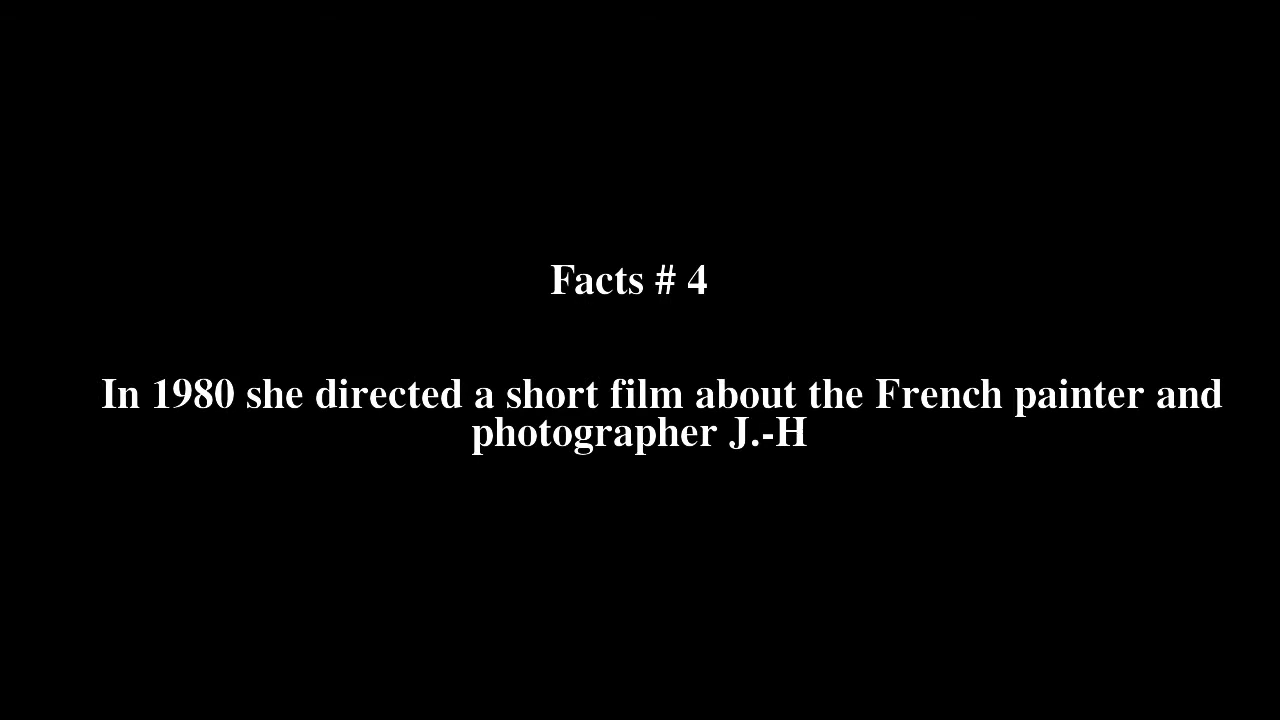 Facts # 4
In 1980 she directed a short film about the French painter and
photographer J.-H